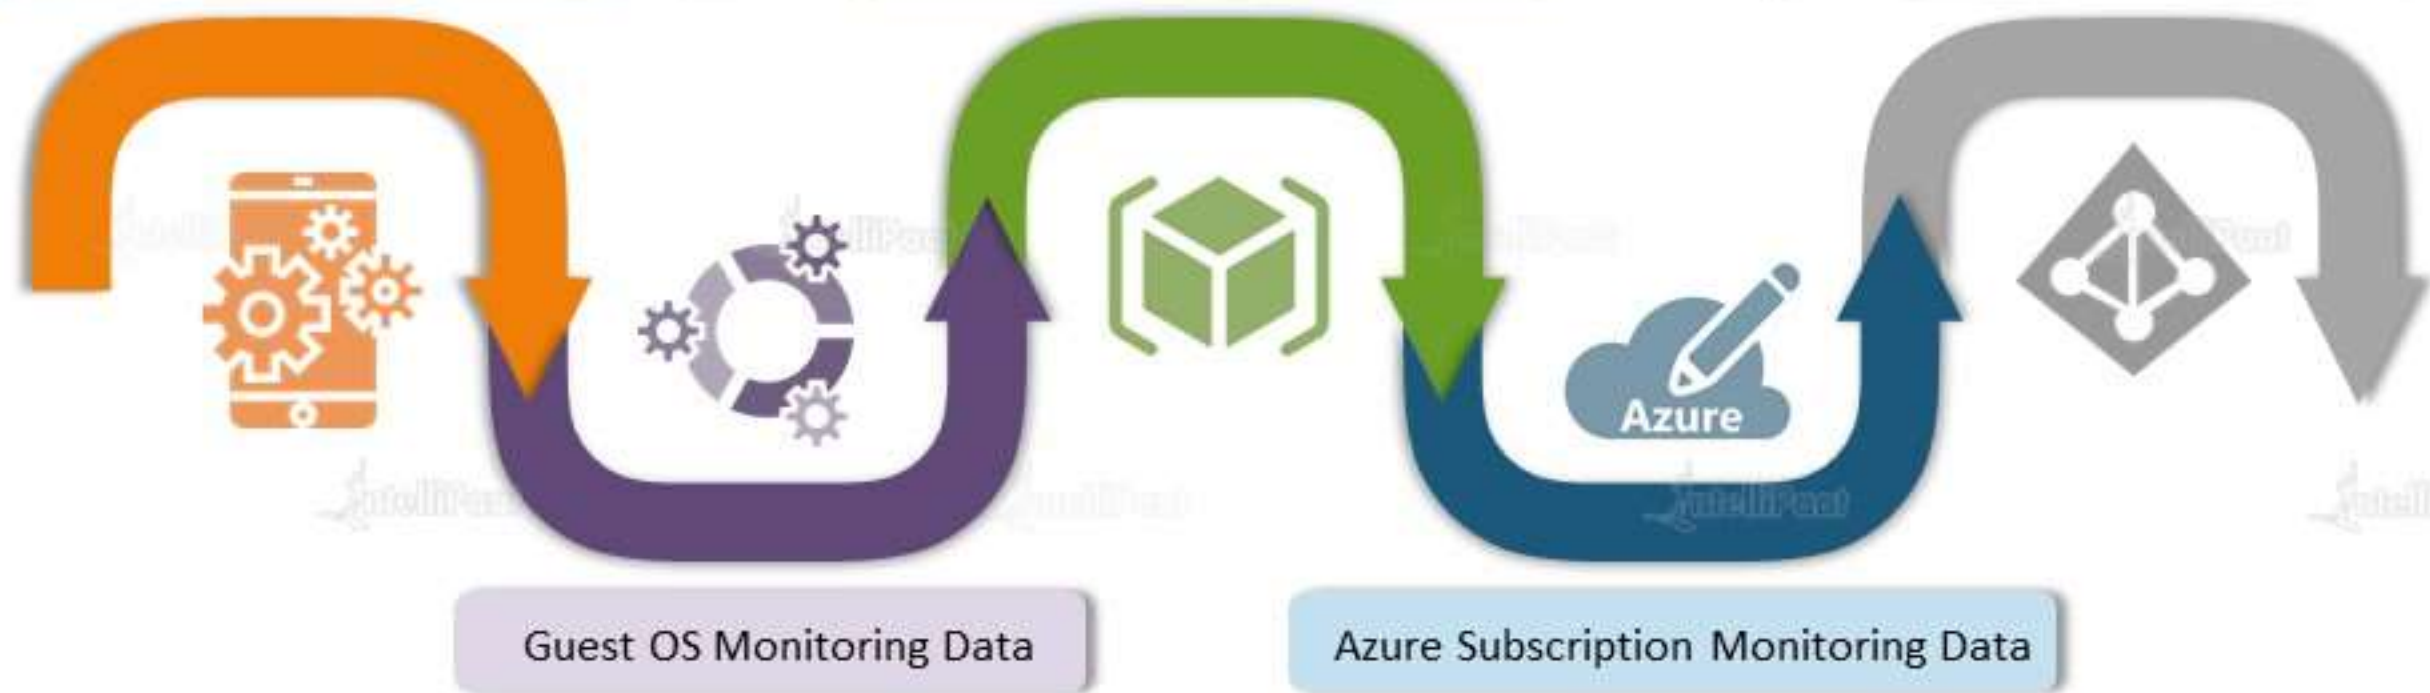 Azure
Guest OS Monitoring Data
Azure Subscription Monitoring Data